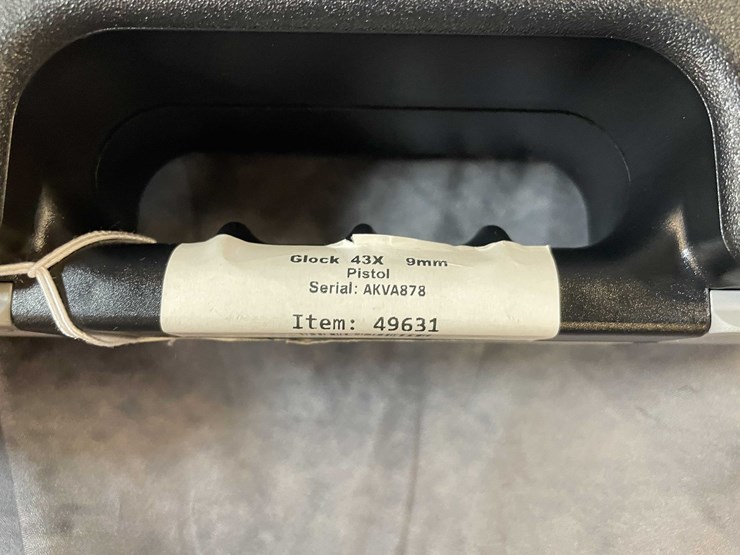 Glock 43X 9mm
Pistol
Serial: AKVA878
Item: 49631